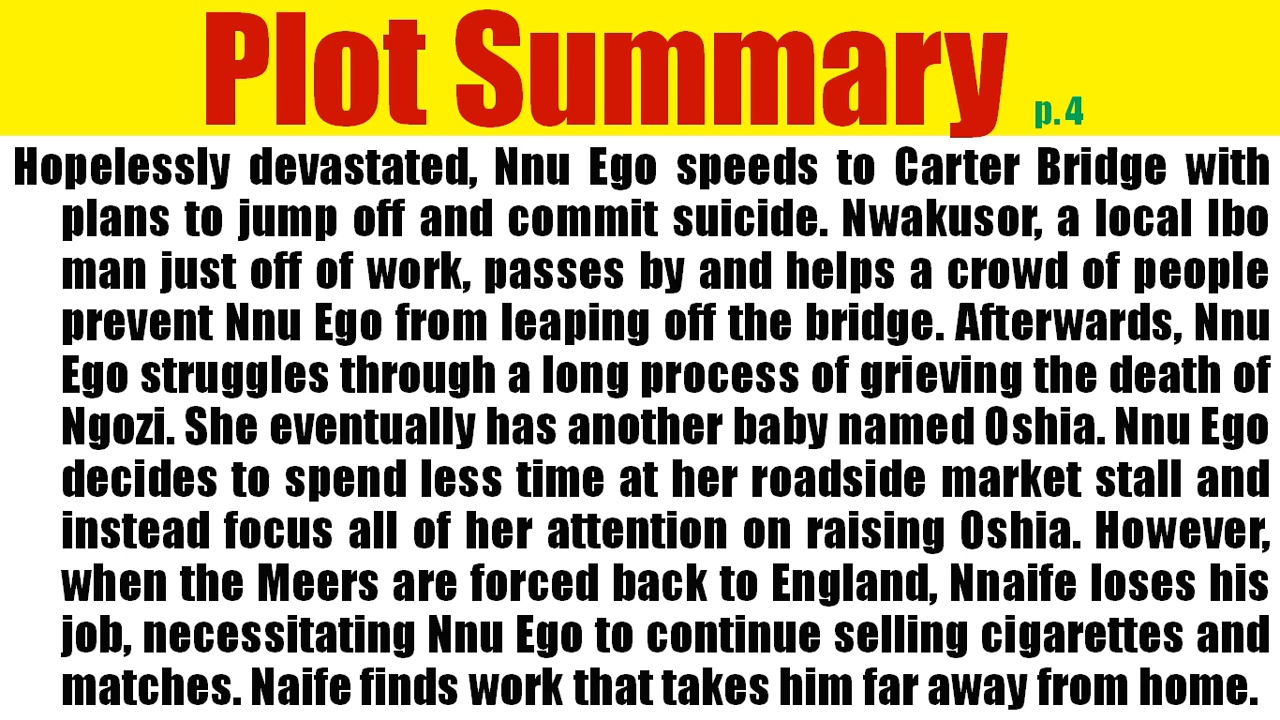 Plot Summary p.4
Hopelessly devastated, Nnu Ego speeds to Carter Bridge with
plans to jump off and commit suicide. Nwakusor, a local Ibo
man just off of work, passes by and helps a crowd of people
prevent Nnu Ego from leaping off the bridge. Afterwards, Nnu
Ego struggles through a long process of grieving the death of
Ngozi. She eventually has another baby named Oshia. Nnu Ego
decides to spend less time at her roadside market stall and
instead focus all of her attention on raising Oshia. However,
when the Meers are forced back to England, Nnaife loses his
job, necessitating Nnu Ego to continue selling cigarettes and
matches. Naife finds work that takes him far away from home.